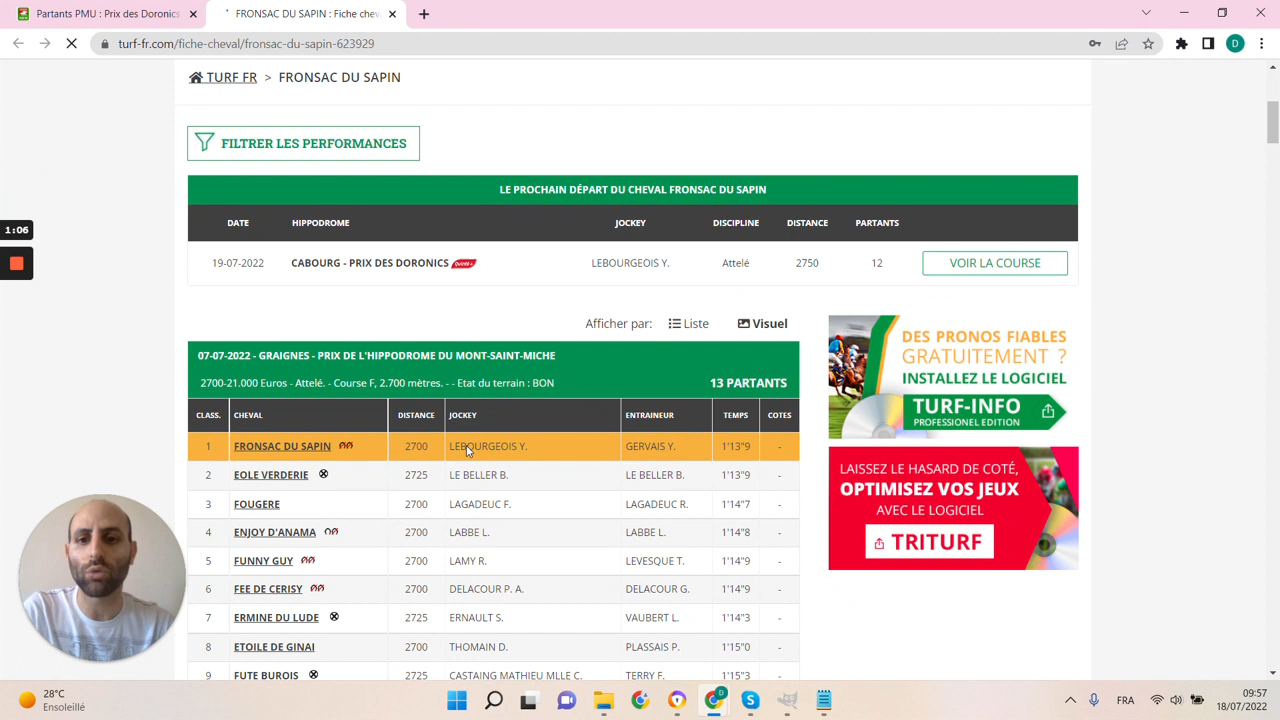 Partants PMU : Prix des Doronics
FRONSAC DU SAPIN : Fiche chev
turf-fr.com/fiche-cheval/fronsac-du-sapin-623929
D
TURF FR > FRONSAC DU SAPIN
FILTRER LES PERFORMANCES
LE PROCHAIN DÉPART DU CHEVAL FRONSAC DU SAPIN
DATE HIPPODROME JOCKEY DISCIPLINE DISTANCE PARTANTS
1:06
19-07-2022 CABOURG - PRIX DES DORONICS Quinté+ LEBOURGEOIS Y. Attelé 2750 12 VOIR LA COURSE
Afficher par: Liste Visuel
07-07-2022 - GRAIGNES - PRIX DE L'HIPPODROME DU MONT-SAINT-MICHE
2700-21.000 Euros - Attelé. - Course F, 2.700 mètres. - - Etat du terrain : BON 13 PARTANTS
CLASS. CHEVAL DISTANCE JOCKEY ENTRAINEUR TEMPS COTES
1 FRONSAC DU SAPIN 2700 LEBOURGEOIS Y. GERVAIS Y. 1'13"9 -
2 EOLE VERDERIE 2725 LE BELLER B. LE BELLER B. 1'13"9 -
3 FOUGERE 2700 LAGADEUC F. LAGADEUC R. 1'14"7 -
4 ENJOY D'ANAMA 2700 LABBE L. LABBE L. 1'14"8 -
5 FUNNY GUY 2700 LAMY R. LEVESQUE T. 1'14"9 -
6 FEE DE CERISY 2700 DELACOUR P. A. DELACOUR G. 1'14"9 -
7 ERMINE DU LUDE 2700 ERNAULT S. VAUBERT L. 1'14"3 -
8 ETOILE DE GINAI 2700 THOMAIN D. PLASSAIS P. 1'15"0 -
9 FUTE BUROIS 2700 CASTAING MATHIEU MLLE C. TERRY F. 1'15"3 -
DES PRONOS FIABLES
GRATUITEMENT ?
INSTALLEZ LE LOGICIEL
TURF-INFO
PROFESSIONEL EDITION
LAISSEZ LE HASARD DE COTÉ,
OPTIMISEZ VOS JEUX
AVEC LE LOGICIEL
TRITURF
28°C
Ensoleillé
FRA
09:57
18/07/2022